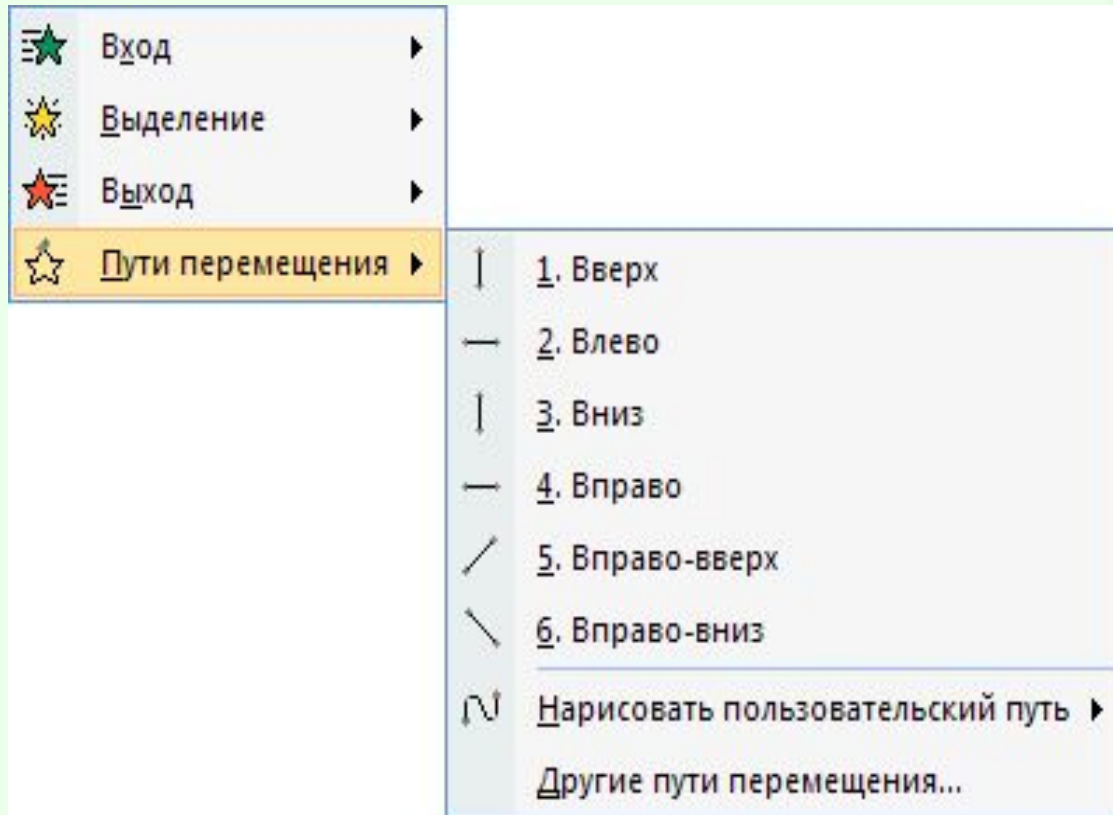 Вход
Выделение
Выход
Пути перемещения
1. Вверх
2. Влево
3. Вниз
4. Вправо
5. Вправо-вверх
6. Вправо-вниз
Нарисовать пользовательский путь
Другие пути перемещения...